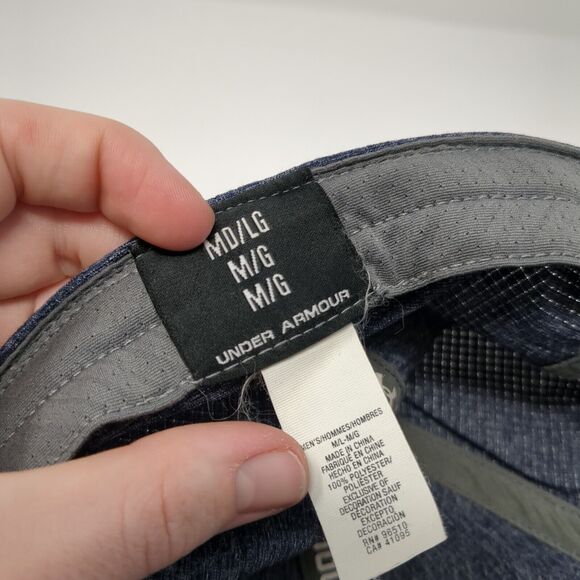 MD/LG
M/G
M/G
UNDER ARMOUR
MEN'S/HOMMES/HOMBRES
M/L-M/G
MADE IN CHINA
FABRIQUÉ EN CHINE
HECHO EN CHINA
100% POLYESTER/
POLIÉSTER
EXCLUSIVE OF
DECORATION SAUF
DÉCORATION
EXCEPTO
DECORACIÓN
RN# 96510
CA# 41095